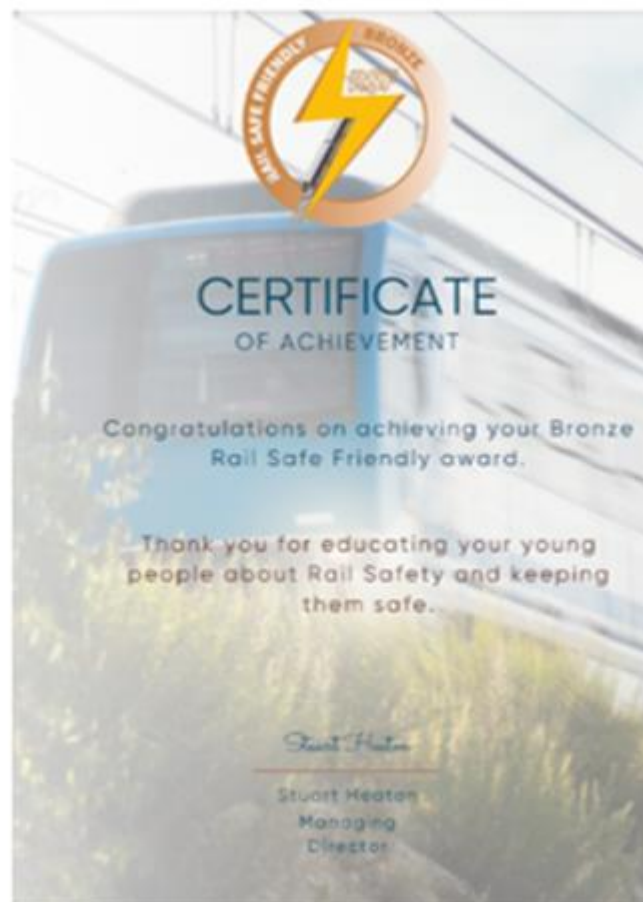 RAIL SAFE FRIENDLY
BRONZE
CERTIFICATE
OF ACHIEVEMENT
Congratulations on achieving your Bronze
Rail Safe Friendly award.
Thank you for educating your young
people about Rail Safety and keeping
them safe.
Stuart Heaton
Stuart Heaton
Managing
Director